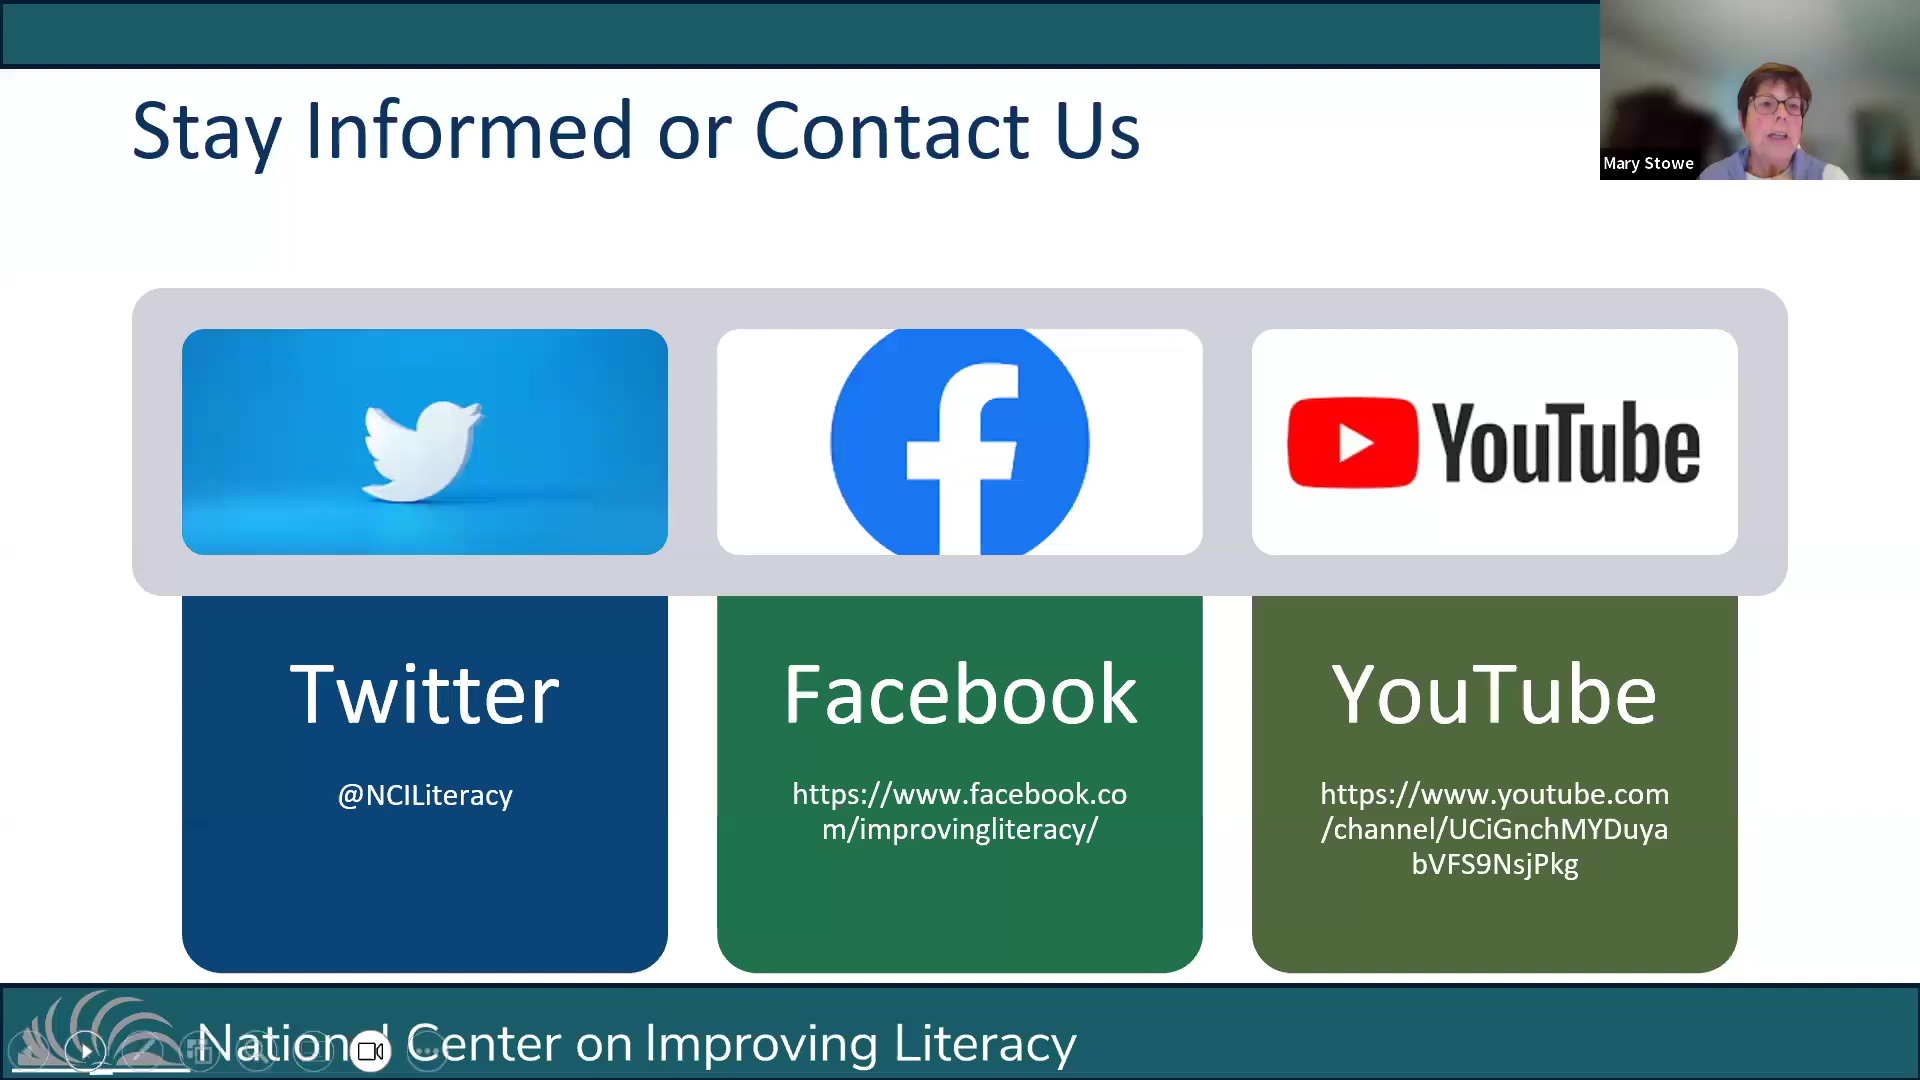 Stay Informed or Contact Us
Mary Stowe
YouTube
Twitter
@NCILiteracy
Facebook
https://www.facebook.co
m/improvingliteracy/
YouTube
https://www.youtube.com
/channel/UCiGnchMYDuya
bVFS9NsjPkg
National Center on Improving Literacy